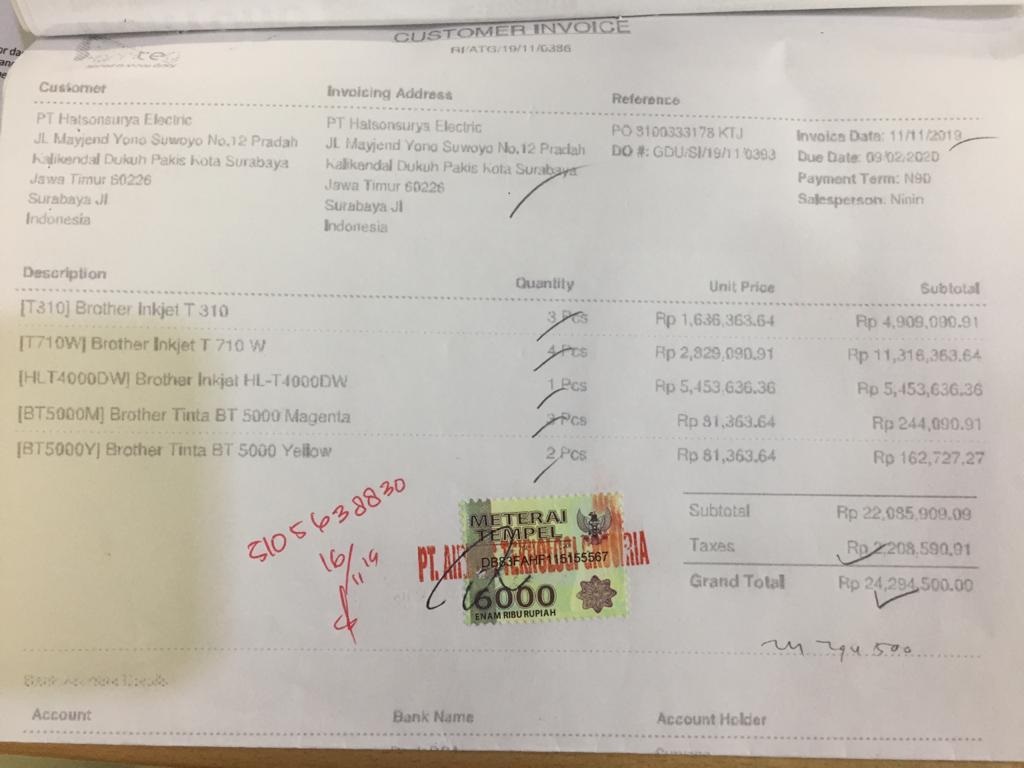 CUSTOMER INVOICE
RI/ATG/19/11/0386
Customer
PT Halsonsurya Electric
JL Mayjend Yono Suwoyo No.12 Pradah
Kalikendal Dukuh Pakis Kota Surabaya
Jawa Timur 60226
Surabaya JI
Indonesia
Invoicing Address
PT Halsonsurya Electric
JL Mayjend Yono Suwoyo No.12 Pradah
Kalikendal Dukuh Pakis Kota Surabaya
Jawa Timur 60226
Surabaya JI
Indonesia
Reference
PO 3100333178 KTJ
DO #: GDU/SI/19/11/0393
Invoice Date: 11/11/2019
Due Date: 09/02/2020
Payment Term: N90
Salesperson: Ninin
Description Quantity Unit Price Subtotal
[T310] Brother Inkjet T 310 3 Pcs Rp 1,636,363.64 Rp 4,909,090.91
[T710W] Brother Inkjet T 710 W 4 Pcs Rp 2,829,090.91 Rp 11,316,363.64
[HLT4000DW] Brother Inkjet HL-T4000DW 1 Pcs Rp 5,453,636.36 Rp 5,453,636.36
[BT5000M] Brother Tinta BT 5000 Magenta 3 Pcs Rp 81,363.64 Rp 244,090.91
[BT5000Y] Brother Tinta BT 5000 Yellow 2 Pcs Rp 81,363.64 Rp 162,727.27
Subtotal Rp 22,085,909.09
Taxes Rp 2,208,590.91
Grand Total Rp 24,294,500.00
5105638830
16/11 19
METERAI
TEMPEL
PT.
DB83FAHF115155567
6000
ENAM RIBU RUPIAH
Account Bank Name Account Holder